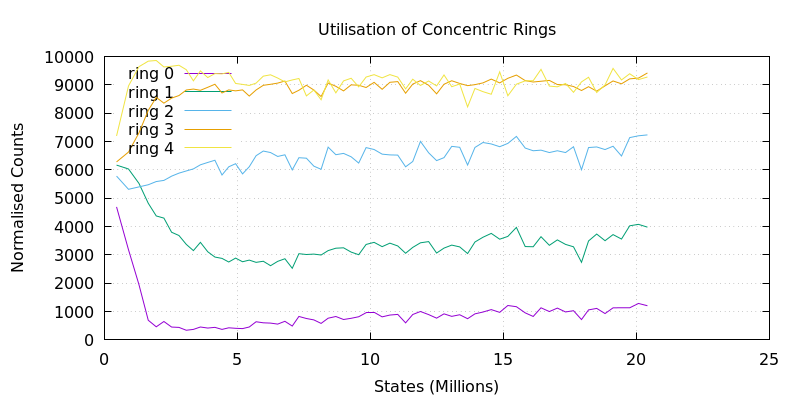 Utilisation of Concentric Rings
Normalised Counts
10000
9000
8000
7000
6000
5000
4000
3000
2000
1000
0
ring 0
ring 1
ring 2
ring 3
ring 4
0 5 10 15 20 25
States (Millions)